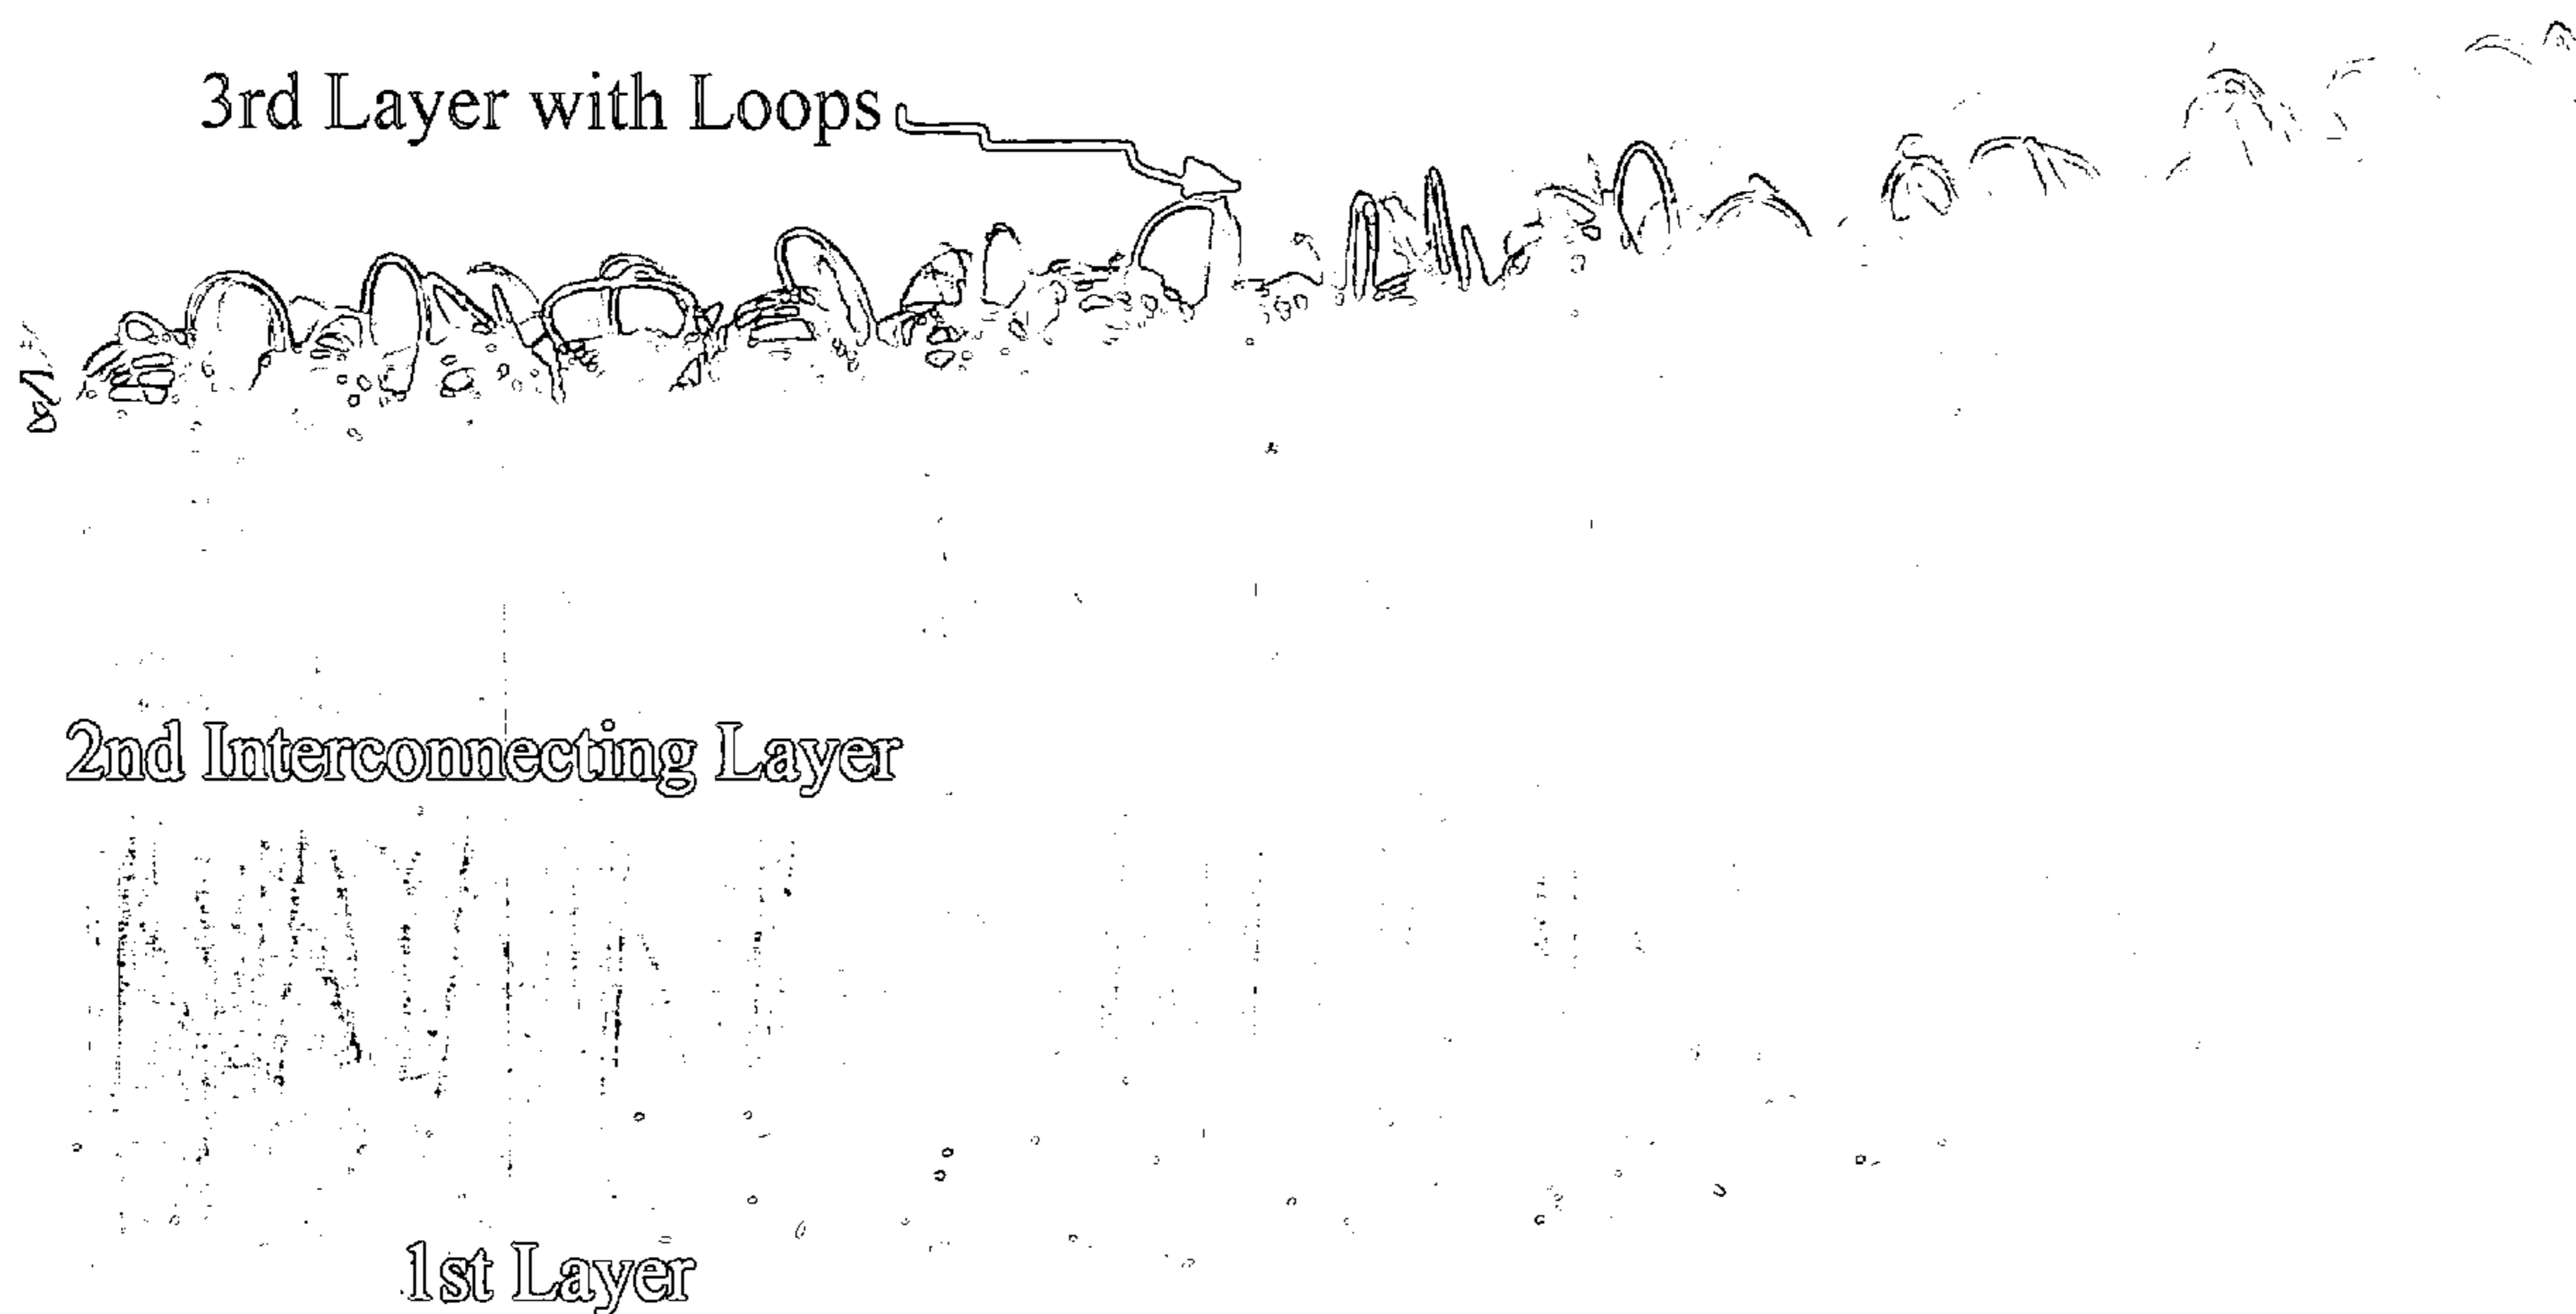 3rd Layer with Loops
2nd Interconnecting Layer
1st Layer